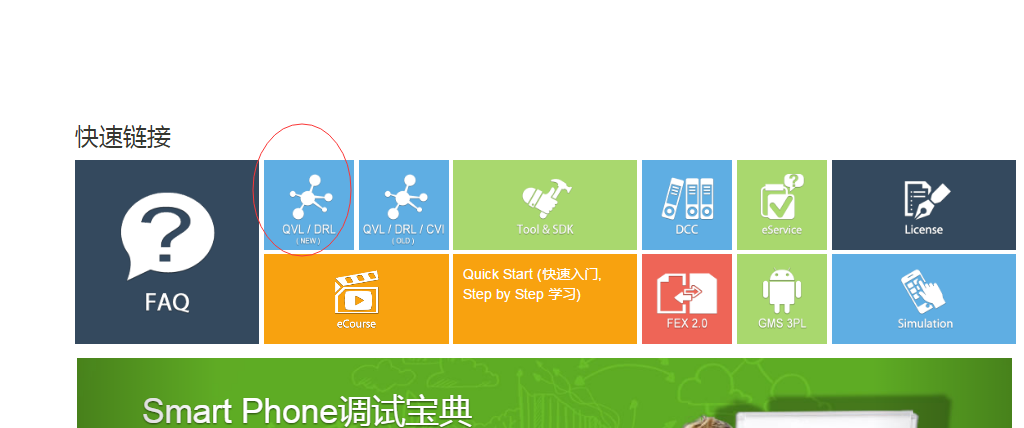 快速链接
FAQ
QVL / DRL
( NEW )
QVL / DRL / CVI
( OLD )
Tool & SDK
DCC
eService
License
eCourse
Quick Start (快速入门,
Step by Step 学习)
FEX 2.0
GMS 3PL
Simulation
Smart Phone调试宝典